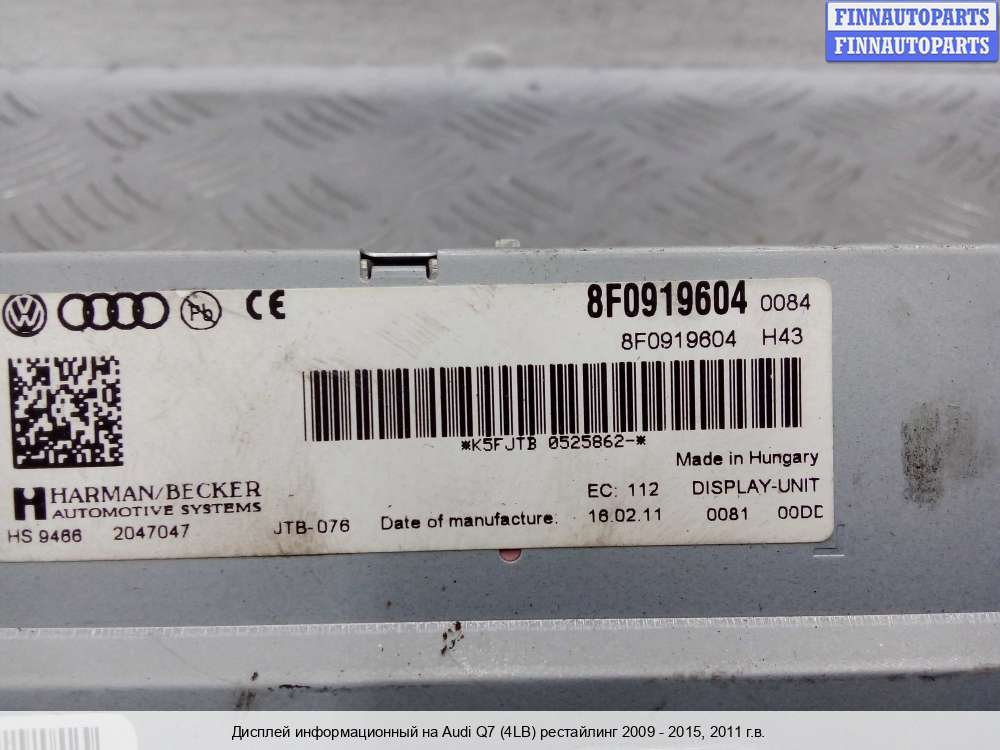 FINNAUTOPARTS
FINNAUTOPARTS
8F0919604 0084
8F0919604 H43
Pb
CE
*K5FJTB 0525862-*
Made in Hungary
HARMAN/BECKER
AUTOMOTIVE SYSTEMS
EC: 112 DISPLAY-UNIT
HS 9466 2047047 JTB-076 Date of manufacture: 16.02.11 0081 00DD
Дисплей информационный на Audi Q7 (4LB) рестайлинг 2009 - 2015, 2011 г.в.